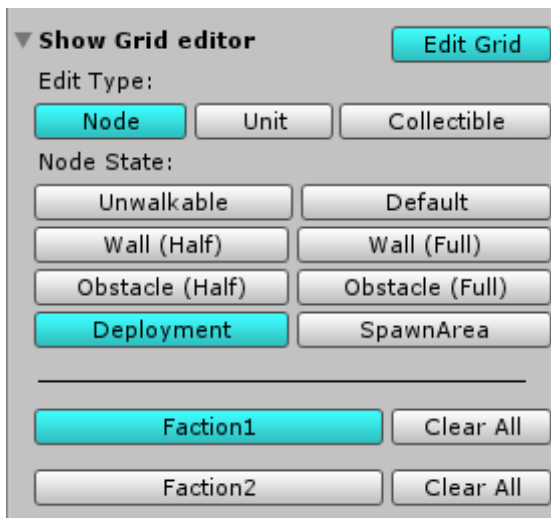 Show Grid editor Edit Grid
Edit Type:
Node Unit Collectible
Node State:
Unwalkable Default
Wall (Half) Wall (Full)
Obstacle (Half) Obstacle (Full)
Deployment SpawnArea
Faction1 Clear All
Faction2 Clear All